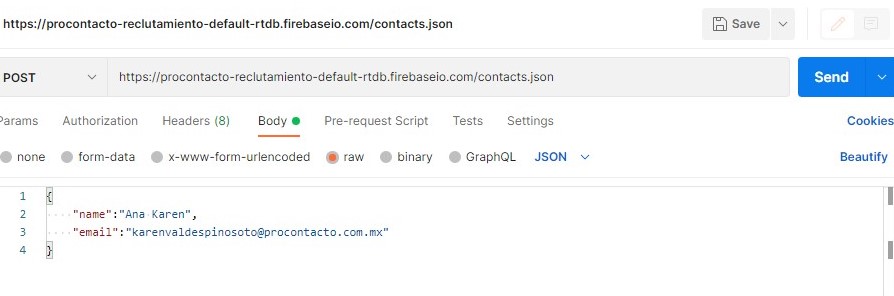 https://procontacto-reclutamiento-default-rtdb.firebaseio.com/contacts.json Save
POST https://procontacto-reclutamiento-default-rtdb.firebaseio.com/contacts.json Send
Params Authorization Headers (8) Body Pre-request Script Tests Settings Cookies
none form-data x-www-form-urlencoded raw binary GraphQL JSON Beautify
1 {
2 "name":"Ana Karen",
3 "email":"karenvaldespinosoto@procontacto.com.mx"
4 }